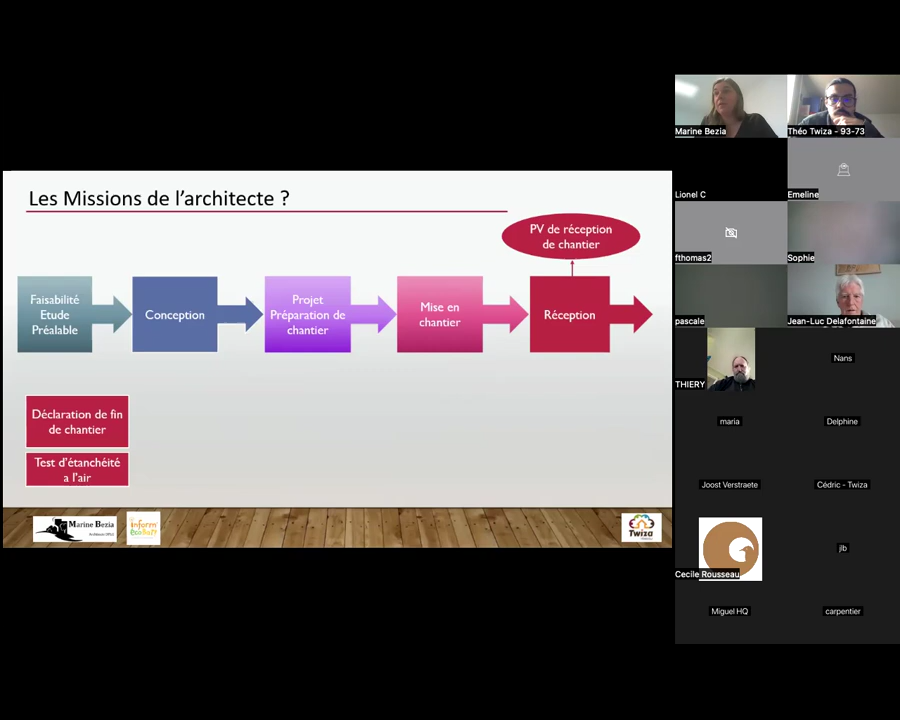 Les Missions de l'architecte ?
PV de réception
de chantier
Faisabilité
Etude
Préalable
Conception
Projet
Préparation de
chantier
Mise en
chantier
Réception
Déclaration de fin
de chantier
Test d'étanchéité
a l'air
Marine Bezia
inform'
Twiza
Marine Bezia
Théo Twiza - 93-73
Lionel C
Emeline
fthomas2
Sophie
pascale
Jean-Luc Delafontaine
THIERY
Nans
maria
Delphine
Joost Verstraete
Cédric - Twiza
Cecile Rousseau
jlb
Miguel HQ
carpentier